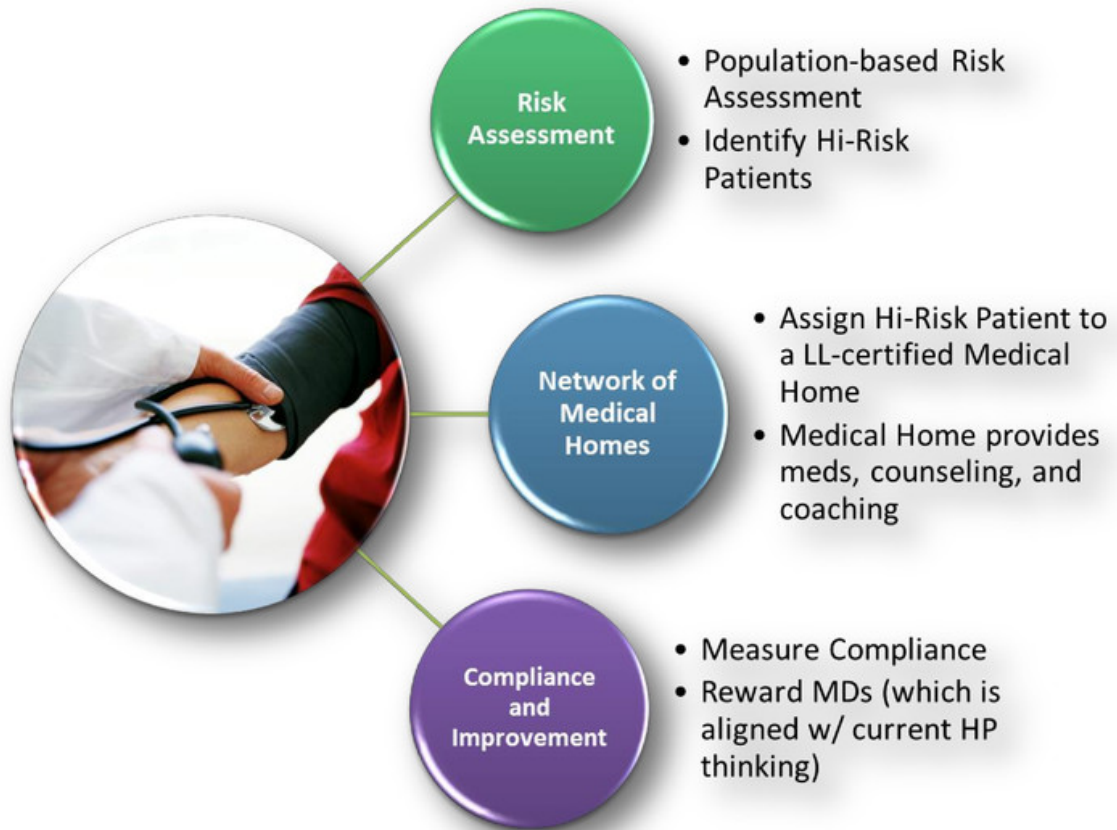 Risk
Assessment
• Population-based Risk
Assessment
• Identify Hi-Risk
Patients
Network of
Medical
Homes
• Assign Hi-Risk Patient to
a LL-certified Medical
Home
• Medical Home provides
meds, counseling, and
coaching
Compliance
and
Improvement
• Measure Compliance
• Reward MDs (which is
aligned w/ current HP
thinking)